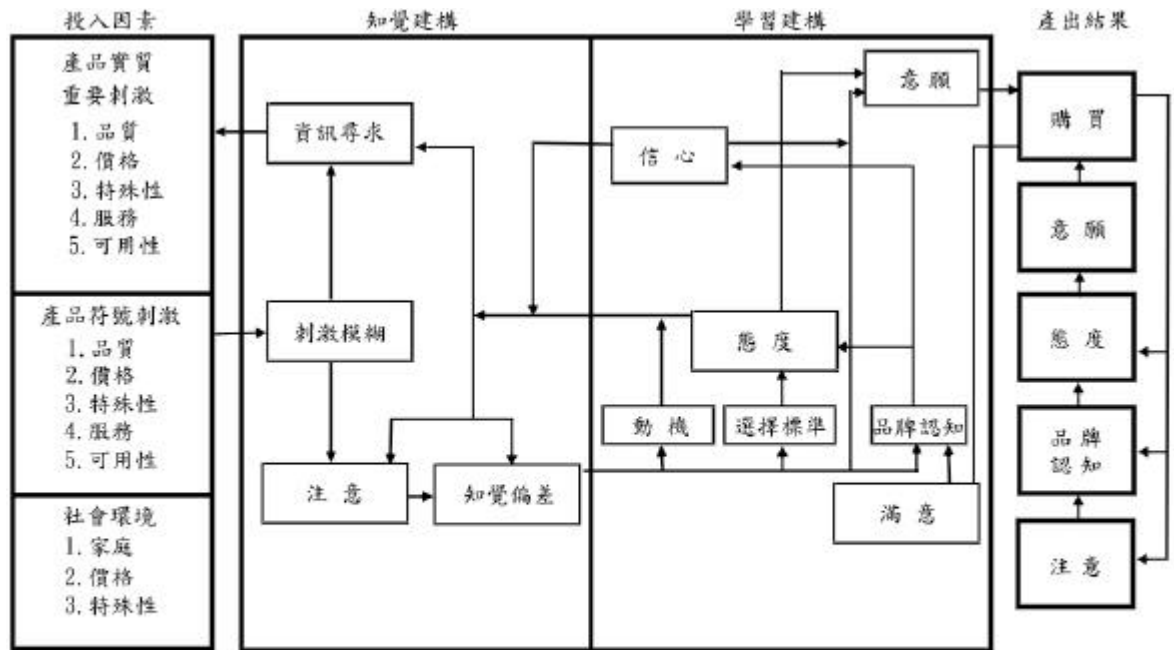 投入因素
產品實質
重要刺激
1.品質
2.價格
3.特殊性
4.服務
5.可用性
產品符號刺激
1.品質
2.價格
3.特殊性
4.服務
5.可用性
社會環境
1.家庭
2.價格
3.特殊性
知覺建構
資訊尋求
刺激模糊
注意
知覺偏差
學習建構
意願
信心
態度
動機
選擇標準
品牌認知
滿意
產出結果
購買
意願
態度
品牌
認知
注意